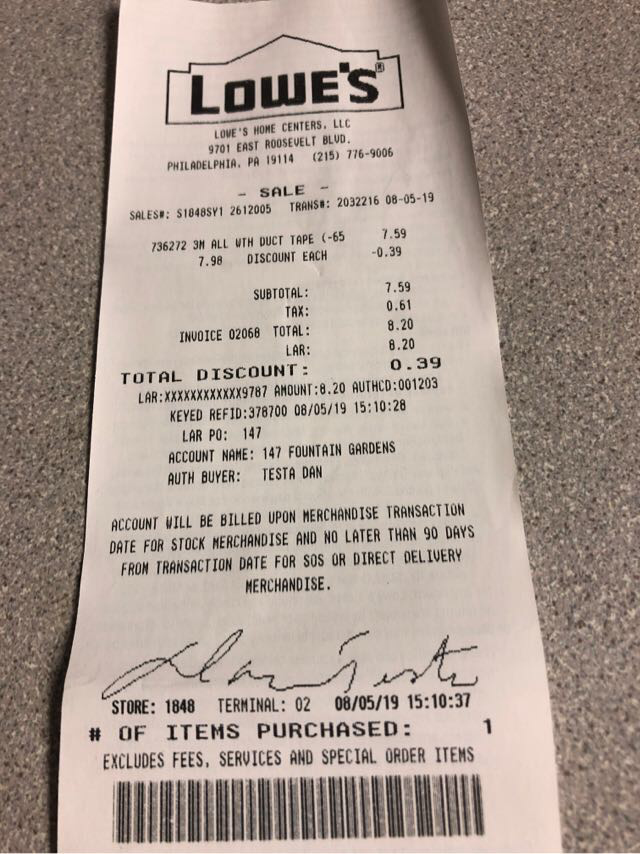 LOWE'S®
LOWE'S HOME CENTERS, LLC
9701 EAST ROOSEVELT BLVD.
PHILADELPHIA, PA 19114 (215) 776-9006
- SALE -
SALES#: S1848SY1 2612005 TRANS#: 2032216 08-05-19
736272 3M ALL WTH DUCT TAPE (-65 7.59
7.98 DISCOUNT EACH -0.39
SUBTOTAL: 7.59
TAX: 0.61
INVOICE 02068 TOTAL: 8.20
LAR: 8.20
TOTAL DISCOUNT: 0.39
LAR:XXXXXXXXXXXX9787 AMOUNT:8.20 AUTHCD:001203
KEYED REFID:378700 08/05/19 15:10:28
LAR PO: 147
ACCOUNT NAME: 147 FOUNTAIN GARDENS
AUTH BUYER: TESTA DAN
ACCOUNT WILL BE BILLED UPON MERCHANDISE TRANSACTION
DATE FOR STOCK MERCHANDISE AND NO LATER THAN 90 DAYS
FROM TRANSACTION DATE FOR SOS OR DIRECT DELIVERY
MERCHANDISE.
Dan Testa
STORE: 1848 TERMINAL: 02 08/05/19 15:10:37
# OF ITEMS PURCHASED: 1
EXCLUDES FEES, SERVICES AND SPECIAL ORDER ITEMS